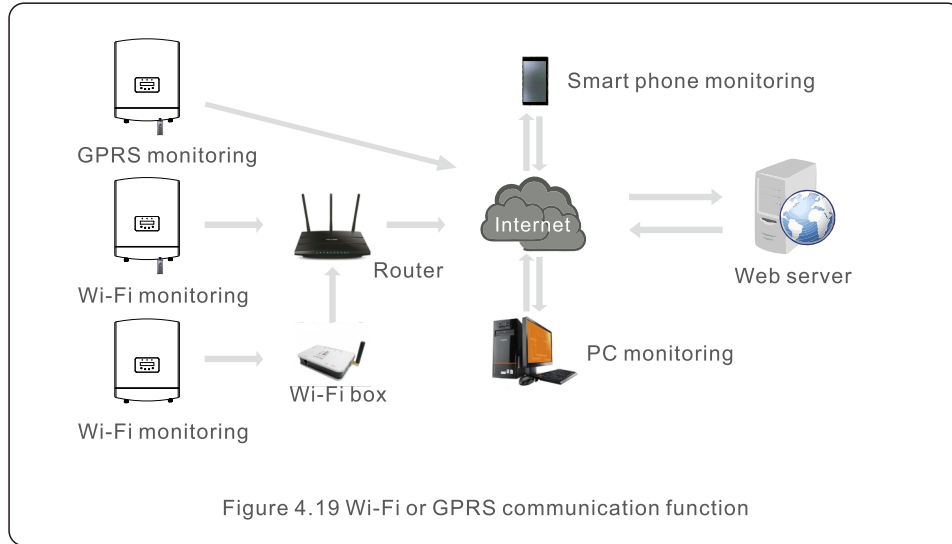 Smart phone monitoring
GPRS monitoring
Internet
Router
Web server
Wi-Fi monitoring
PC monitoring
Wi-Fi box
Wi-Fi monitoring
Figure 4.19 Wi-Fi or GPRS communication function